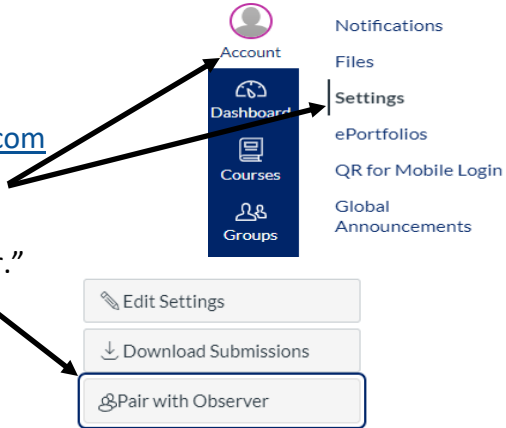 Account
Dashboard
Courses
Groups
Notifications
Files
Settings
ePortfolios
QR for Mobile Login
Global
Announcements
com
."
Edit Settings
Download Submissions
Pair with Observer